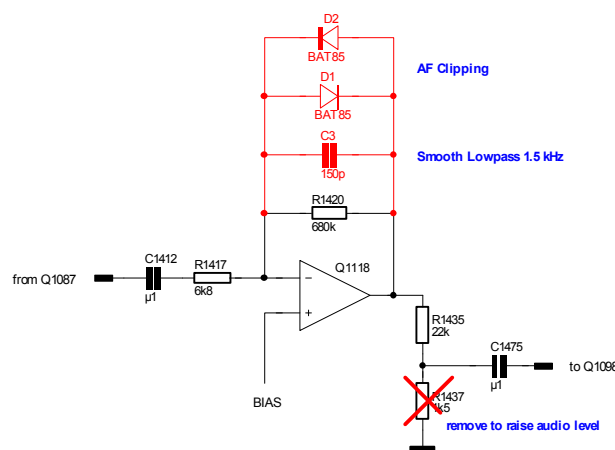 D2
BAT85
AF Clipping
D1
BAT85
C3
150p
Smooth Lowpass 1.5 kHz
R1420
680k
Q1118
C1412
R1417
from Q1087
µ1
6k8
−
+
R1435
22k
C1475
µ1
to Q1098
BIAS
R1437
1k5
remove to raise audio level